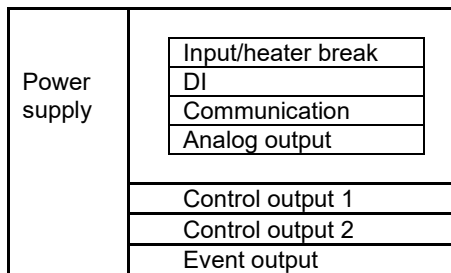 Power
supply
Input/heater break
DI
Communication
Analog output
Control output 1
Control output 2
Event output